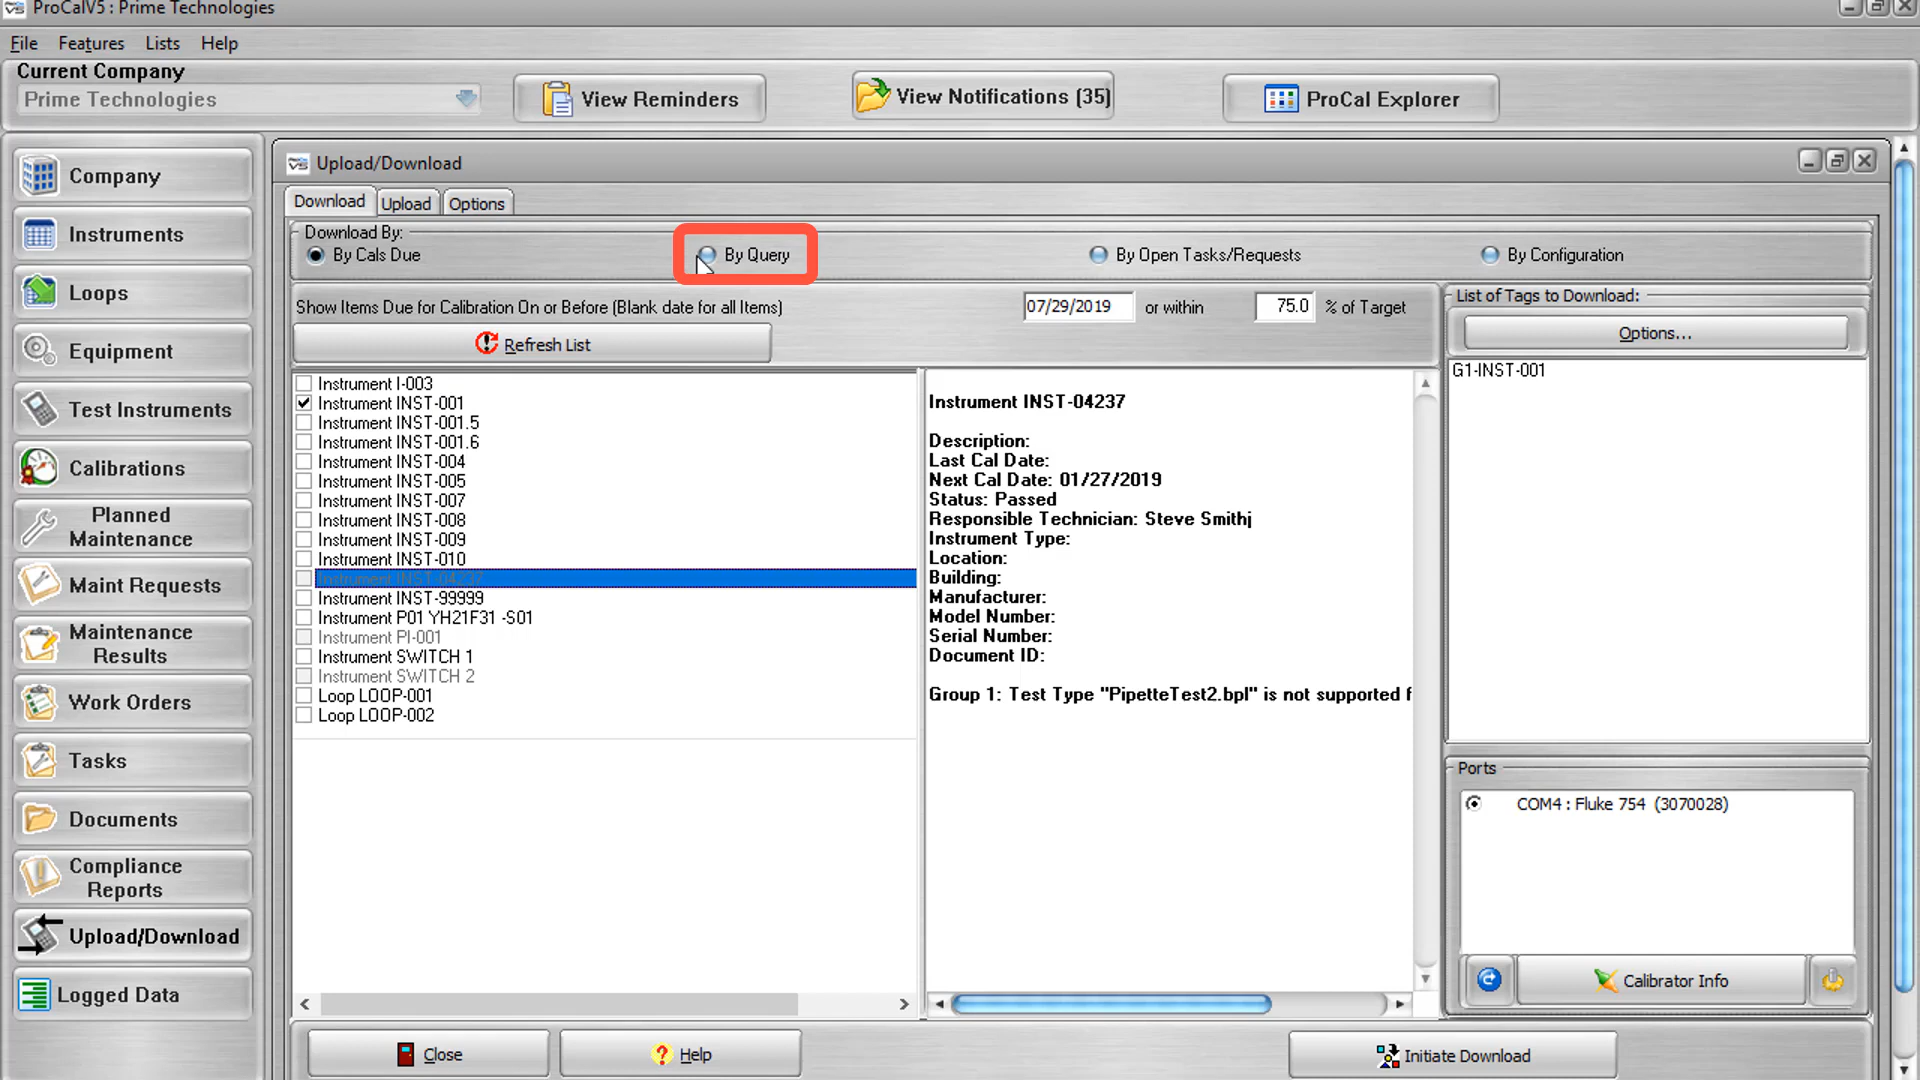 ProCalV5 : Prime Technologies
File Features Lists Help
Current Company
Prime Technologies
View Reminders
View Notifications (35)
ProCal Explorer
Company
Instruments
Loops
Equipment
Test Instruments
Calibrations
Planned
Maintenance
Maint Requests
Maintenance
Results
Work Orders
Tasks
Documents
Compliance
Reports
Upload/Download
Logged Data
Upload/Download
Download Upload Options
Download By:
By Cals Due By Query By Open Tasks/Requests By Configuration
Show Items Due for Calibration On or Before (Blank date for all Items) 07/29/2019 or within 75.0 % of Target
Refresh List
Instrument I-003
Instrument INST-001
Instrument INST-001.5
Instrument INST-001.6
Instrument INST-004
Instrument INST-005
Instrument INST-007
Instrument INST-008
Instrument INST-009
Instrument INST-010
Instrument INST-04237
Instrument INST-99999
Instrument P01 YH21F31 -S01
Instrument PI-001
Instrument SWITCH 1
Instrument SWITCH 2
Loop LOOP-001
Loop LOOP-002
Instrument INST-04237
Description:
Last Cal Date:
Next Cal Date: 01/27/2019
Status: Passed
Responsible Technician: Steve Smithj
Instrument Type:
Location:
Building:
Manufacturer:
Model Number:
Serial Number:
Document ID:
Group 1: Test Type "PipetteTest2.bpl" is not supported f
List of Tags to Download:
Options...
G1-INST-001
Ports
COM4 : Fluke 754 (3070028)
Calibrator Info
Close
Help
Initiate Download